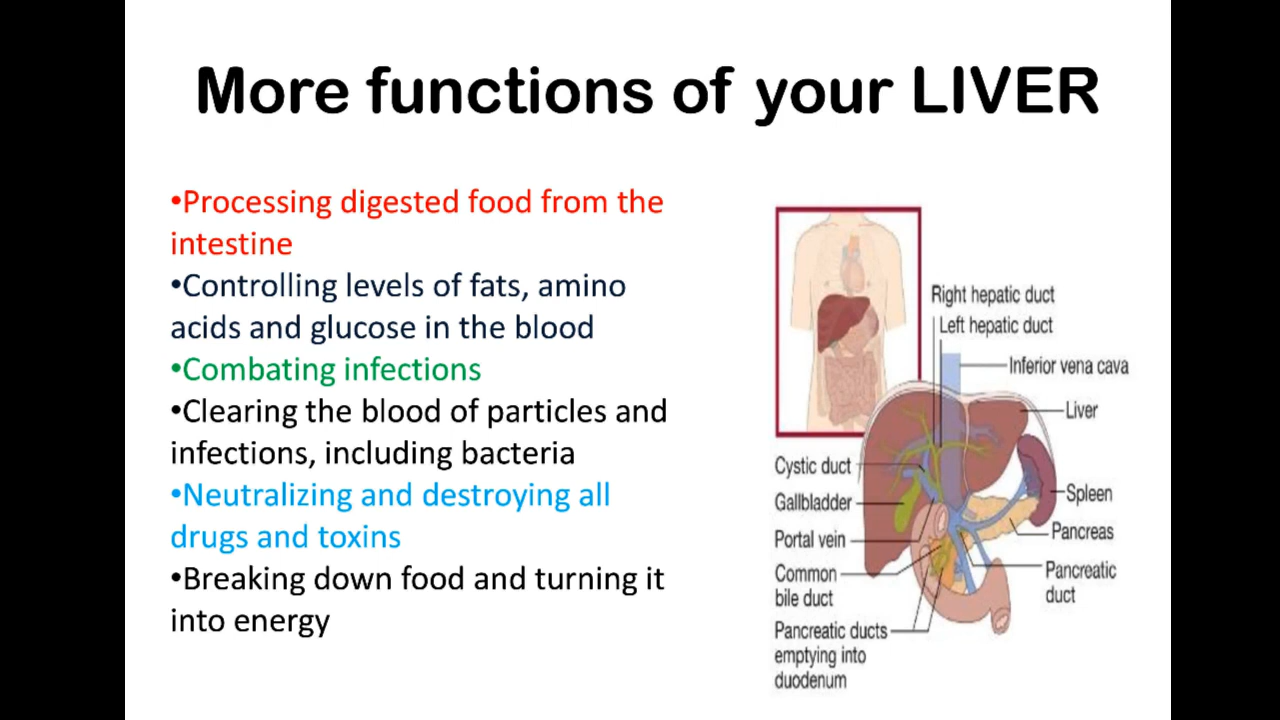 More functions of your LIVER
•Processing digested food from the
intestine
•Controlling levels of fats, amino
acids and glucose in the blood
•Combating infections
•Clearing the blood of particles and
infections, including bacteria
•Neutralizing and destroying all
drugs and toxins
•Breaking down food and turning it
into energy
Right hepatic duct
Left hepatic duct
Inferior vena cava
Liver
Cystic duct
Gallbladder
Spleen
Portal vein
Pancreas
Common
bile duct
Pancreatic
duct
Pancreatic ducts
emptying into
duodenum